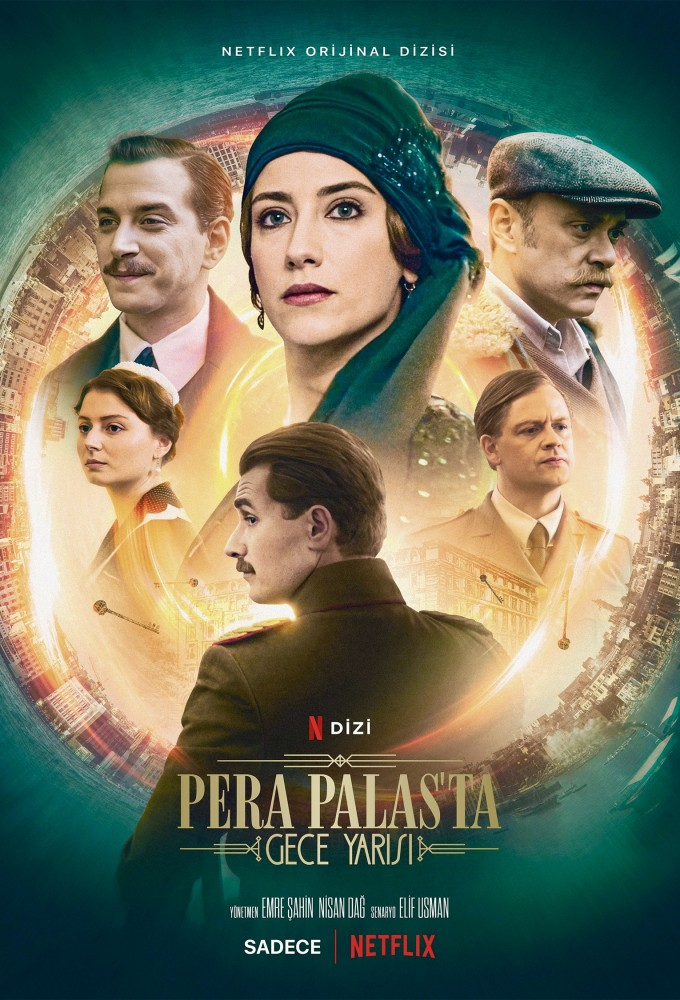 NETFLIX ORİJİNAL DİZİSİ
N DİZİ
PERA PALAS'TA
GECE YARISI
YÖNETMEN EMRE ŞAHİN NİSAN DAĞ SENARYO ELİF USMAN
SADECE NETFLIX